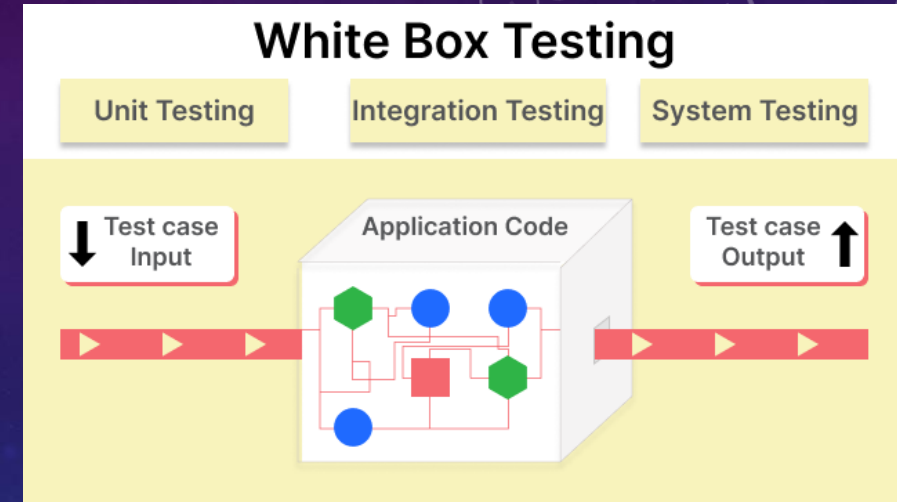 White Box Testing
Unit Testing
Integration Testing
System Testing
Test case
Input
Application Code
Test case
Output